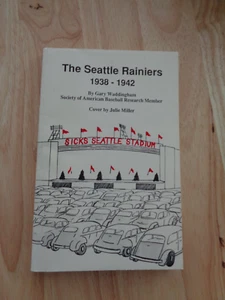 The Seattle Rainiers
1938 - 1942
By Gary Waddingham
Society of American Baseball Research Member
Cover by Julie Miller
SICKS SEATTLE STADIUM